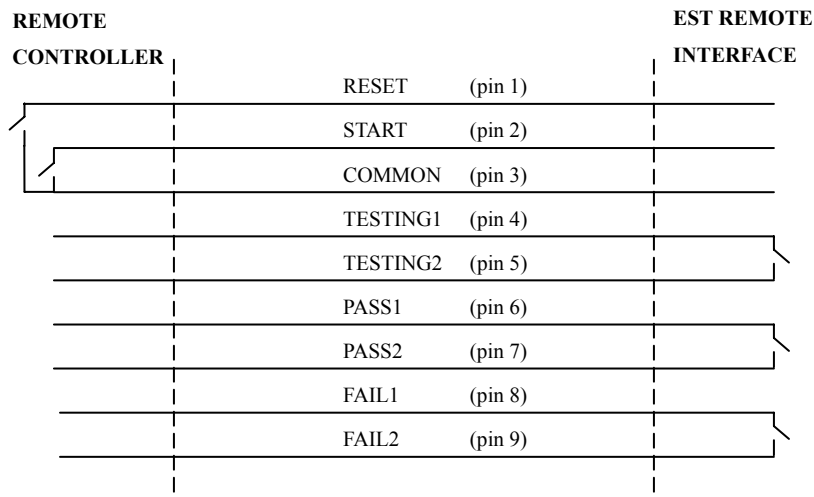 REMOTE
CONTROLLER
EST REMOTE
INTERFACE
RESET (pin 1)
START (pin 2)
COMMON (pin 3)
TESTING1 (pin 4)
TESTING2 (pin 5)
PASS1 (pin 6)
PASS2 (pin 7)
FAIL1 (pin 8)
FAIL2 (pin 9)